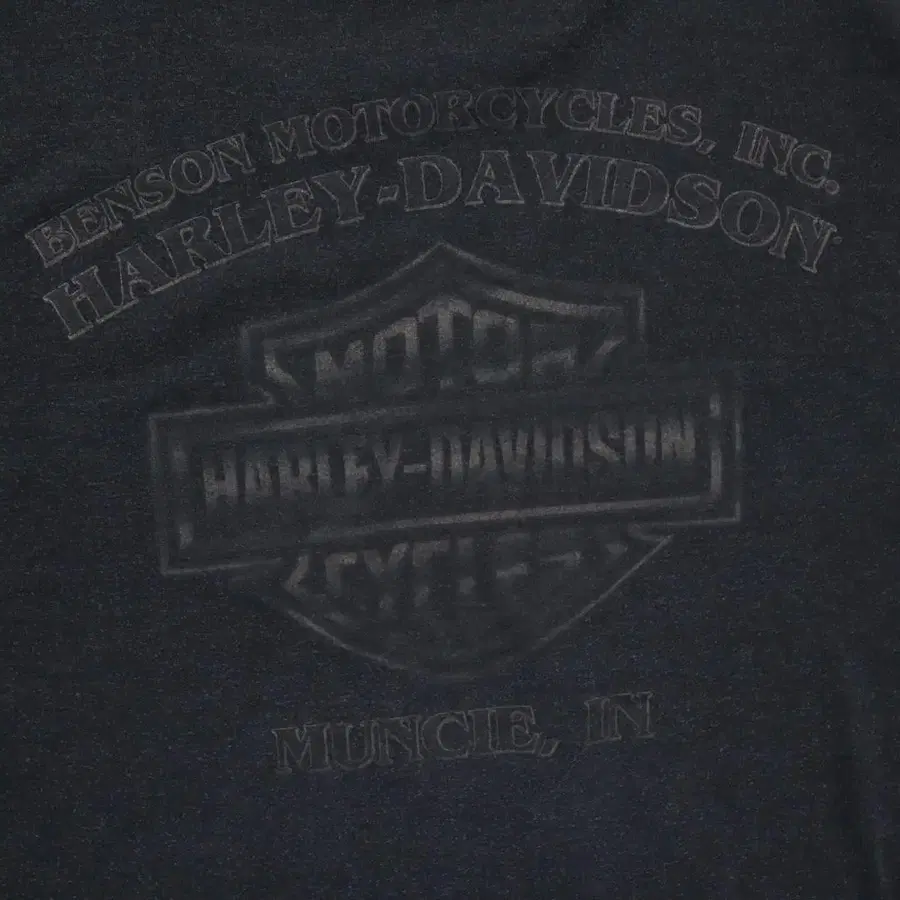 BENSON MOTORCYCLES, INC.
HARLEY-DAVIDSON
MOTOR
HARLEY-DAVIDSON
CYCLES
MUNCIE, IN